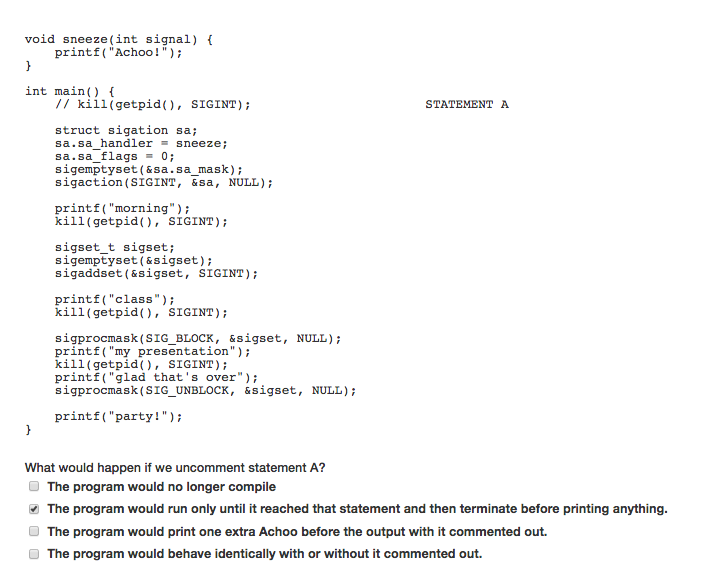 void sneeze(int signal) {
    printf("Achoo!");
}
int main() {
    // kill(getpid(), SIGINT);                    STATEMENT A
    struct sigation sa;
    sa.sa_handler = sneeze;
    sa.sa_flags = 0;
    sigemptyset(&sa.sa_mask);
    sigaction(SIGINT, &sa, NULL);
    printf("morning");
    kill(getpid(), SIGINT);
    sigset_t sigset;
    sigemptyset(&sigset);
    sigaddset(&sigset, SIGINT);
    printf("class");
    kill(getpid(), SIGINT);
    sigprocmask(SIG_BLOCK, &sigset, NULL);
    printf("my presentation");
    kill(getpid(), SIGINT);
    printf("glad that's over");
    sigprocmask(SIG_UNBLOCK, &sigset, NULL);
    printf("party!");
}
What would happen if we uncomment statement A?
The program would no longer compile
The program would run only until it reached that statement and then terminate before printing anything.
The program would print one extra Achoo before the output with it commented out.
The program would behave identically with or without it commented out.